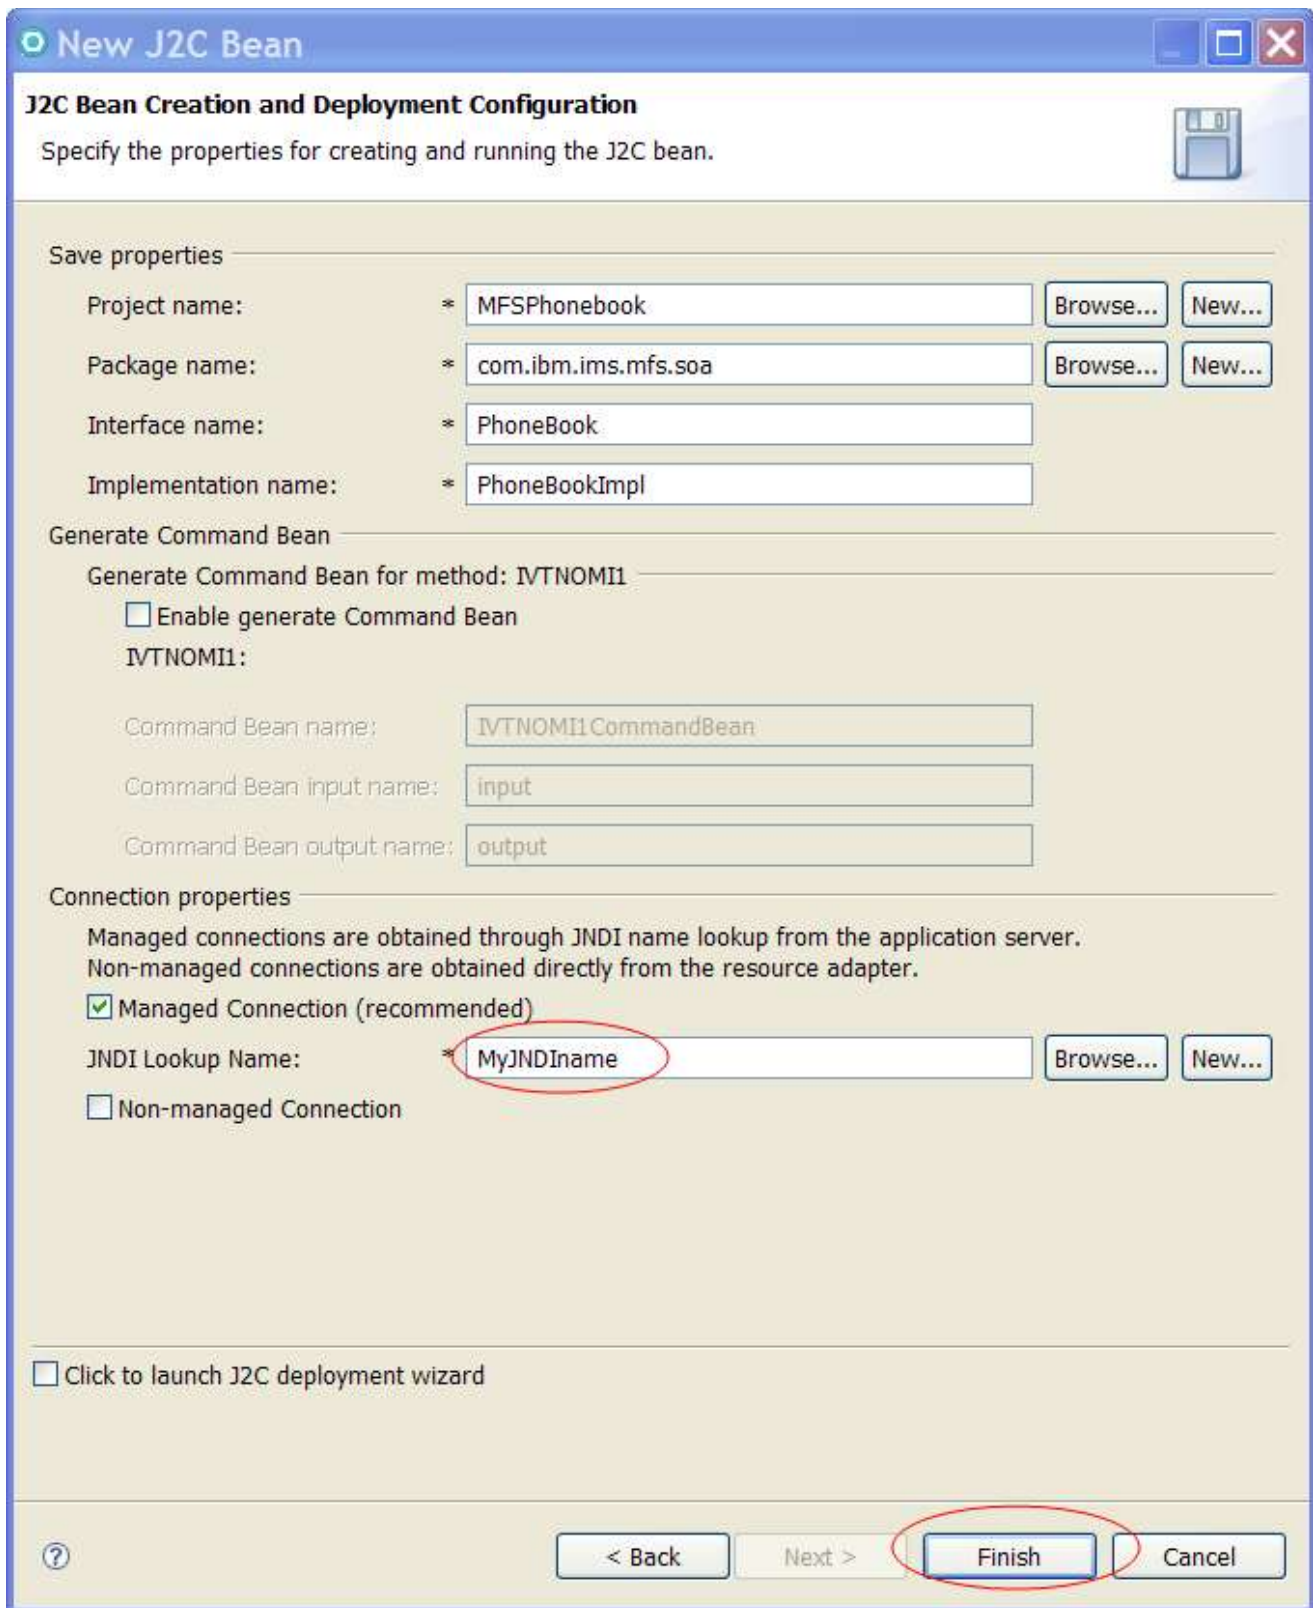 New J2C Bean
J2C Bean Creation and Deployment Configuration
Specify the properties for creating and running the J2C bean.
Save properties
Project name: * MFSPhonebook Browse... New...
Package name: * com.ibm.ims.mfs.soa Browse... New...
Interface name: * PhoneBook
Implementation name: * PhoneBookImpl
Generate Command Bean
Generate Command Bean for method: IVTNOMI1
Enable generate Command Bean
IVTNOMI1:
Command Bean name: IVTNOMI1CommandBean
Command Bean input name: input
Command Bean output name: output
Connection properties
Managed connections are obtained through JNDI name lookup from the application server.
Non-managed connections are obtained directly from the resource adapter.
Managed Connection (recommended)
JNDI Lookup Name: * MyJNDIname Browse... New...
Non-managed Connection
Click to launch J2C deployment wizard
? < Back Next > Finish Cancel